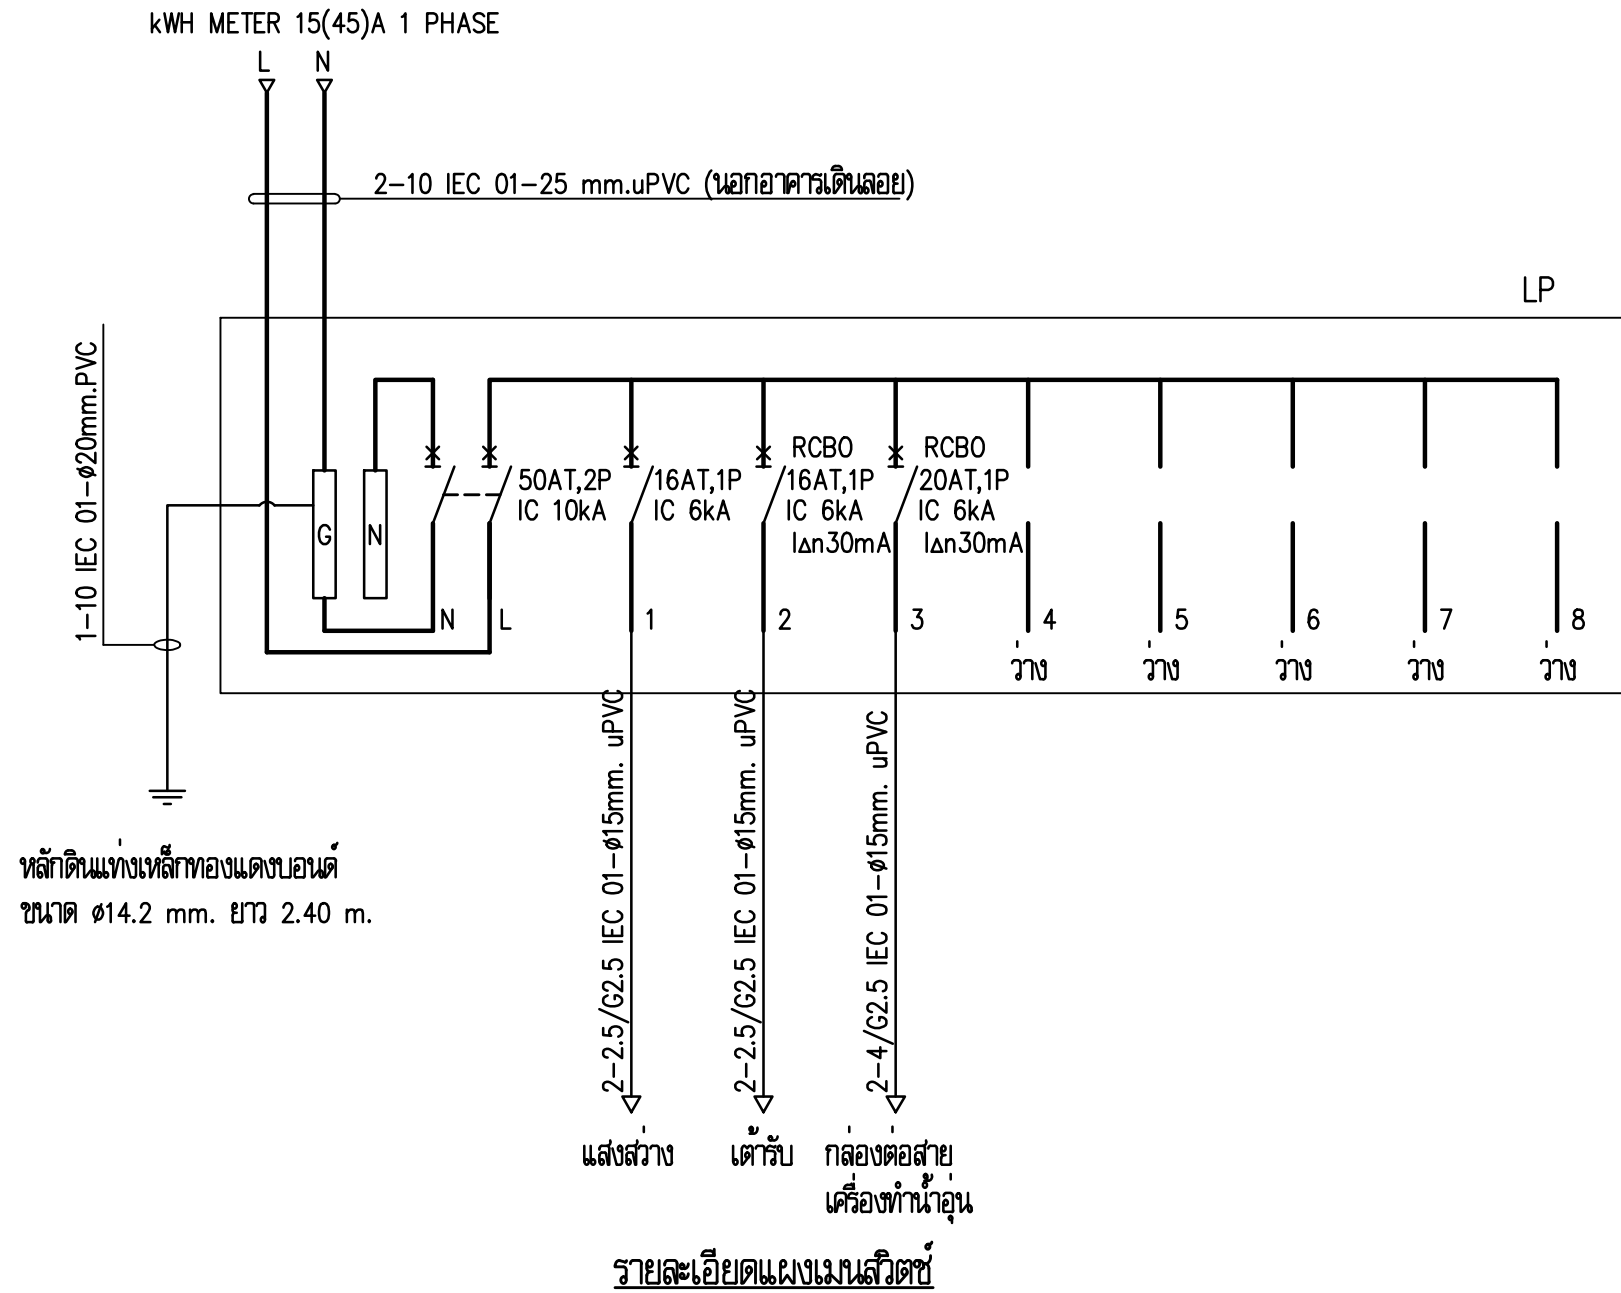 kWH METER 15(45)A 1 PHASE
L N
2-10 IEC 01-25 mm.uPVC (นอกอาคารเดินลอย)
LP
1-10 IEC 01-ø20mm.PVC
G
N
50AT,2P
IC 10kA
16AT,1P
IC 6kA
RCBO
16AT,1P
IC 6kA
I∆n30mA
RCBO
20AT,1P
IC 6kA
I∆n30mA
N L 1 2 3 4 5 6 7 8
ว่าง ว่าง ว่าง ว่าง ว่าง
2-2.5/G2.5 IEC 01-ø15mm. uPVC
2-2.5/G2.5 IEC 01-ø15mm. uPVC
2-4/G2.5 IEC 01-ø15mm. uPVC
หลักดินแท่งเหล็กทองแดงบอนด์
ขนาด ø14.2 mm. ยาว 2.40 m.
แสงสว่าง
เต้ารับ
กล่องต่อสาย
เครื่องทำน้ำอุ่น
รายละเอียดแผงเมนสวิตช์